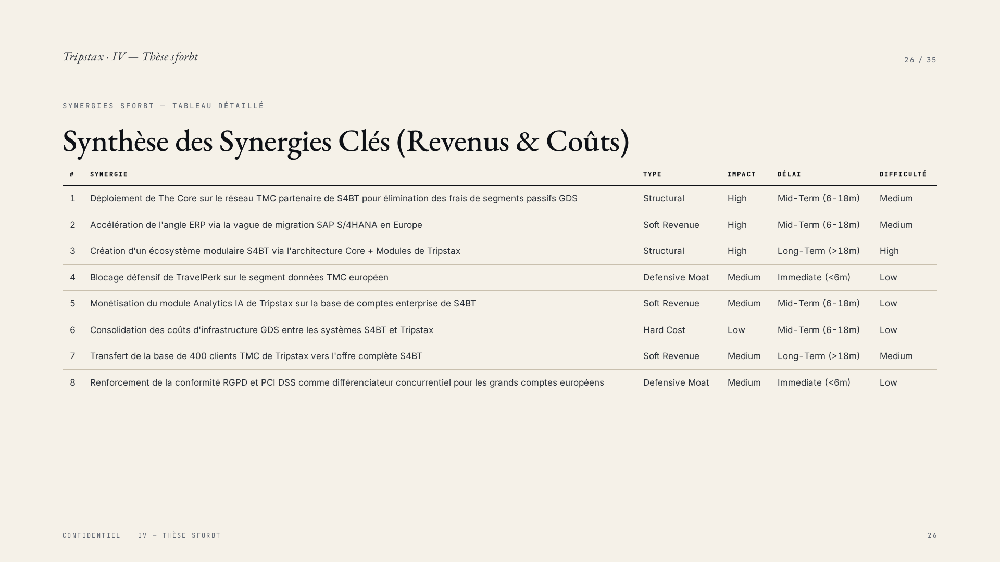 Tripstax · IV — Thèse sforbt
26 / 35
SYNERGIES SFORBT — TABLEAU DÉTAILLÉ
Synthèse des Synergies Clés (Revenus & Coûts)
# SYNERGIE TYPE IMPACT DÉLAI DIFFICULTÉ
1 Déploiement de The Core sur le réseau TMC partenaire de S4BT pour élimination des frais de segments passifs GDS Structural High Mid-Term (6-18m) Medium
2 Accélération de l'angle ERP via la vague de migration SAP S/4HANA en Europe Soft Revenue High Mid-Term (6-18m) Medium
3 Création d'un écosystème modulaire S4BT via l'architecture Core + Modules de Tripstax Structural High Long-Term (>18m) High
4 Blocage défensif de TravelPerk sur le segment données TMC européen Defensive Moat Medium Immediate (<6m) Low
5 Monétisation du module Analytics IA de Tripstax sur la base de comptes enterprise de S4BT Soft Revenue Medium Mid-Term (6-18m) Low
6 Consolidation des coûts d'infrastructure GDS entre les systèmes S4BT et Tripstax Hard Cost Low Mid-Term (6-18m) Low
7 Transfert de la base de 400 clients TMC de Tripstax vers l'offre complète S4BT Soft Revenue Medium Long-Term (>18m) Medium
8 Renforcement de la conformité RGPD et PCI DSS comme différenciateur concurrentiel pour les grands comptes européens Defensive Moat Medium Immediate (<6m) Low
CONFIDENTIEL IV — THÈSE SFORBT 26